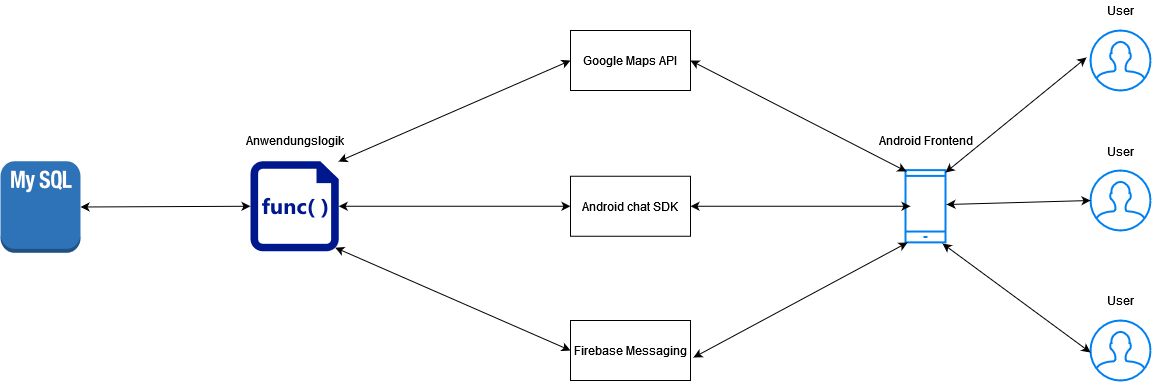 User
Google Maps API
Anwendungslogik
Android Frontend
User
My SQL
func( )
Android chat SDK
User
Firebase Messaging